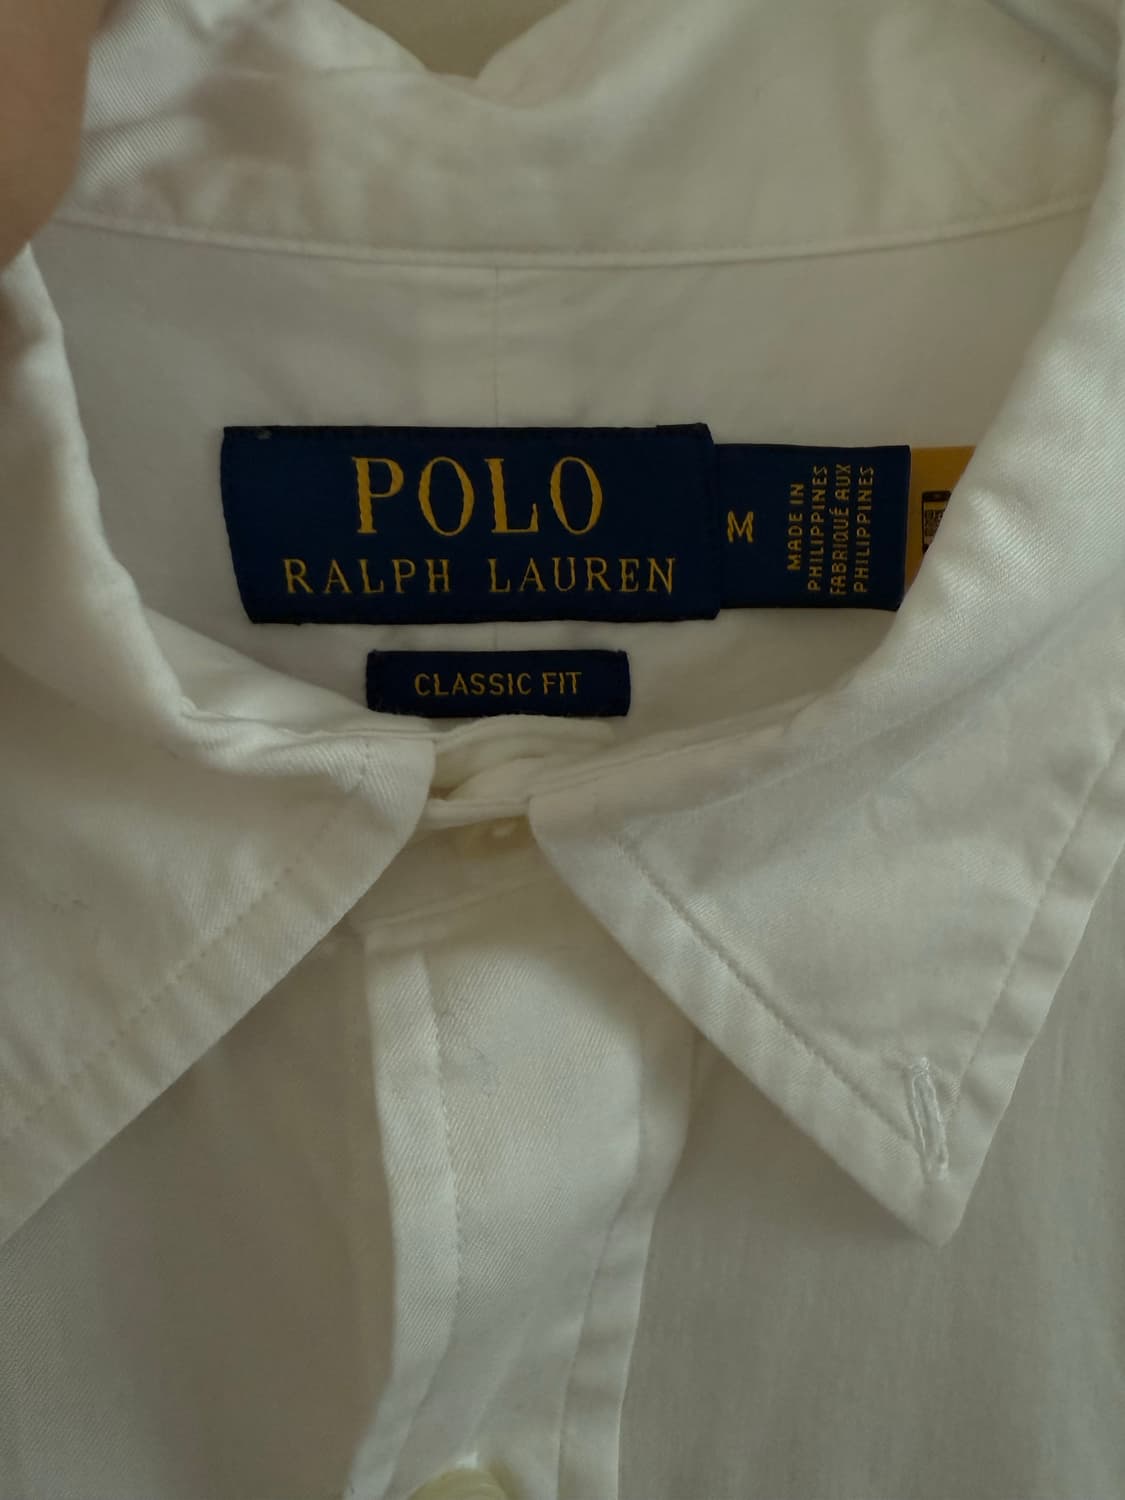 POLO
RALPH LAUREN
M
MADE IN
PHILIPPINES
FABRIQUÉ AUX
PHILIPPINES
CLASSIC FIT